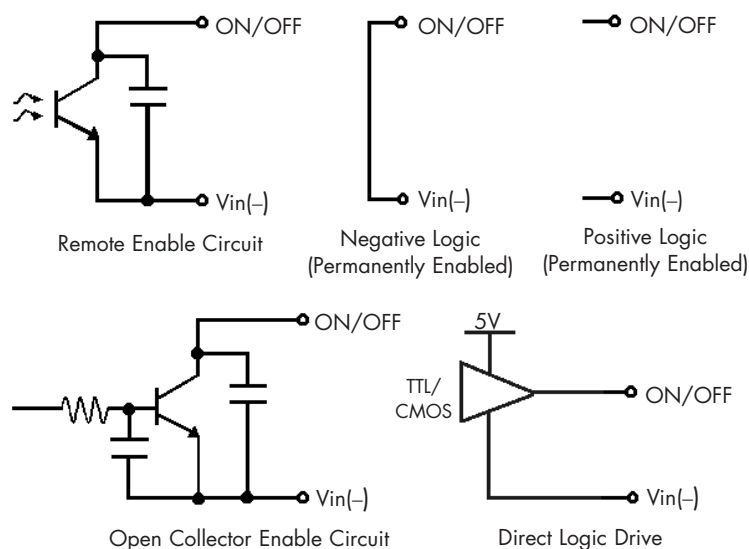 ON/OFF
Vin(–)
Remote Enable Circuit
ON/OFF
Vin(–)
Negative Logic
(Permanently Enabled)
ON/OFF
Vin(–)
Positive Logic
(Permanently Enabled)
ON/OFF
Vin(–)
Open Collector Enable Circuit
5V
TTL/
CMOS
ON/OFF
Vin(–)
Direct Logic Drive